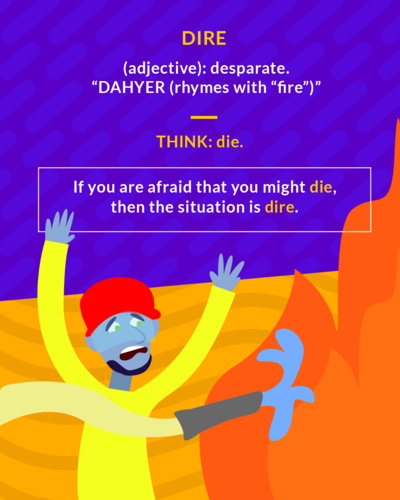 DIRE
(adjective): desparate.
“DAHYER (rhymes with “fire”)”
THINK: die.
If you are afraid that you might die,
then the situation is dire.